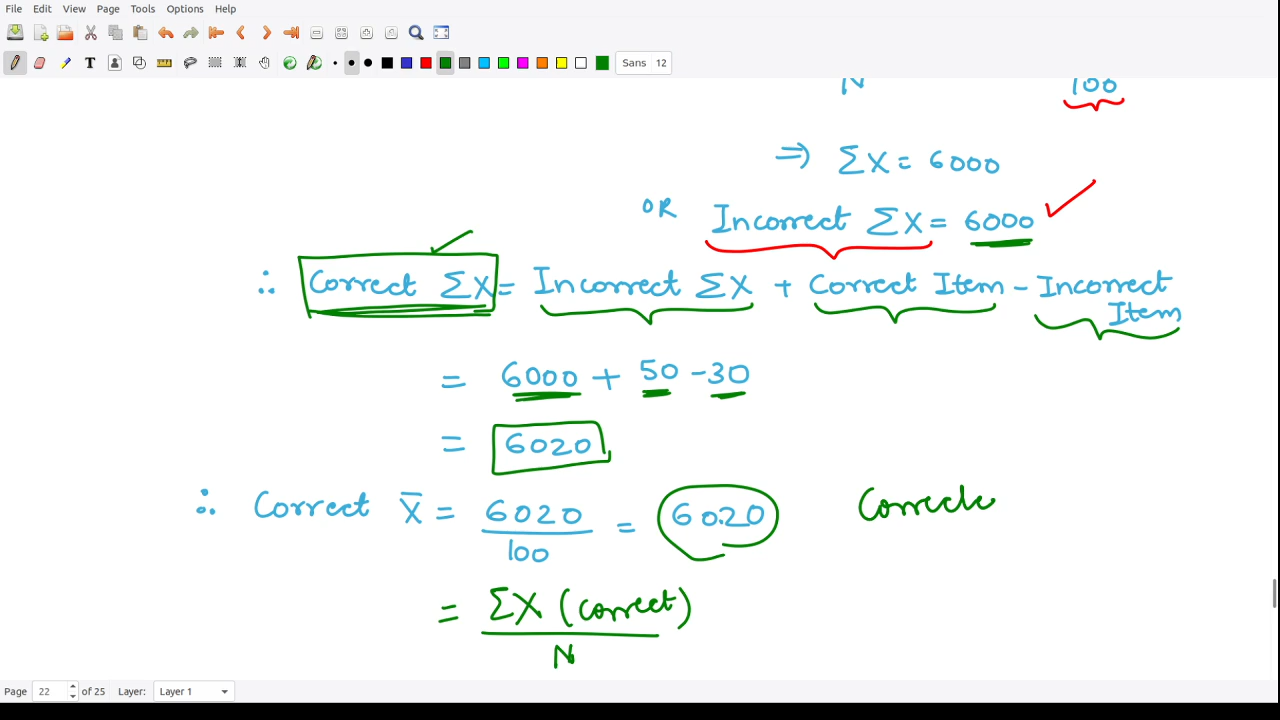 File Edit View Page Tools Options Help
T Sans 12
N 100
⇒ ΣX = 6000
OR Incorrect ΣX = 6000
∴ Correct ΣX = Incorrect ΣX + Correct Item - Incorrect
Item
= 6000 + 50 - 30
= 6020
∴ Correct X̄ = 6020 / 100 = 60.20 Correcte
= ΣX (correct) / N
Page 22 of 25 Layer: Layer 1